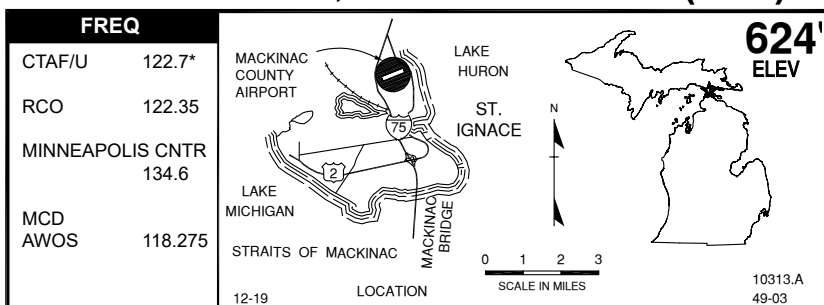 FREQ
CTAF/U 122.7*
RCO 122.35
MINNEAPOLIS CNTR
134.6
MCD
AWOS 118.275
MACKINAC
COUNTY
AIRPORT
LAKE
HURON
ST.
IGNACE
75
2
LAKE
MICHIGAN
MACKINAC
BRIDGE
STRAITS OF MACKINAC
12-19
LOCATION
N
0 1 2 3
SCALE IN MILES
624'
ELEV
10313.A
49-03